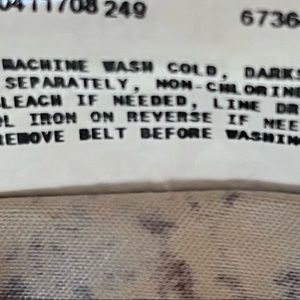 0411708 249 6736
MACHINE WASH COLD, DARKS
SEPARATELY, NON-CHLORINE
BLEACH IF NEEDED, LINE DR
OL IRON ON REVERSE IF NEE
REMOVE BELT BEFORE WASHIN